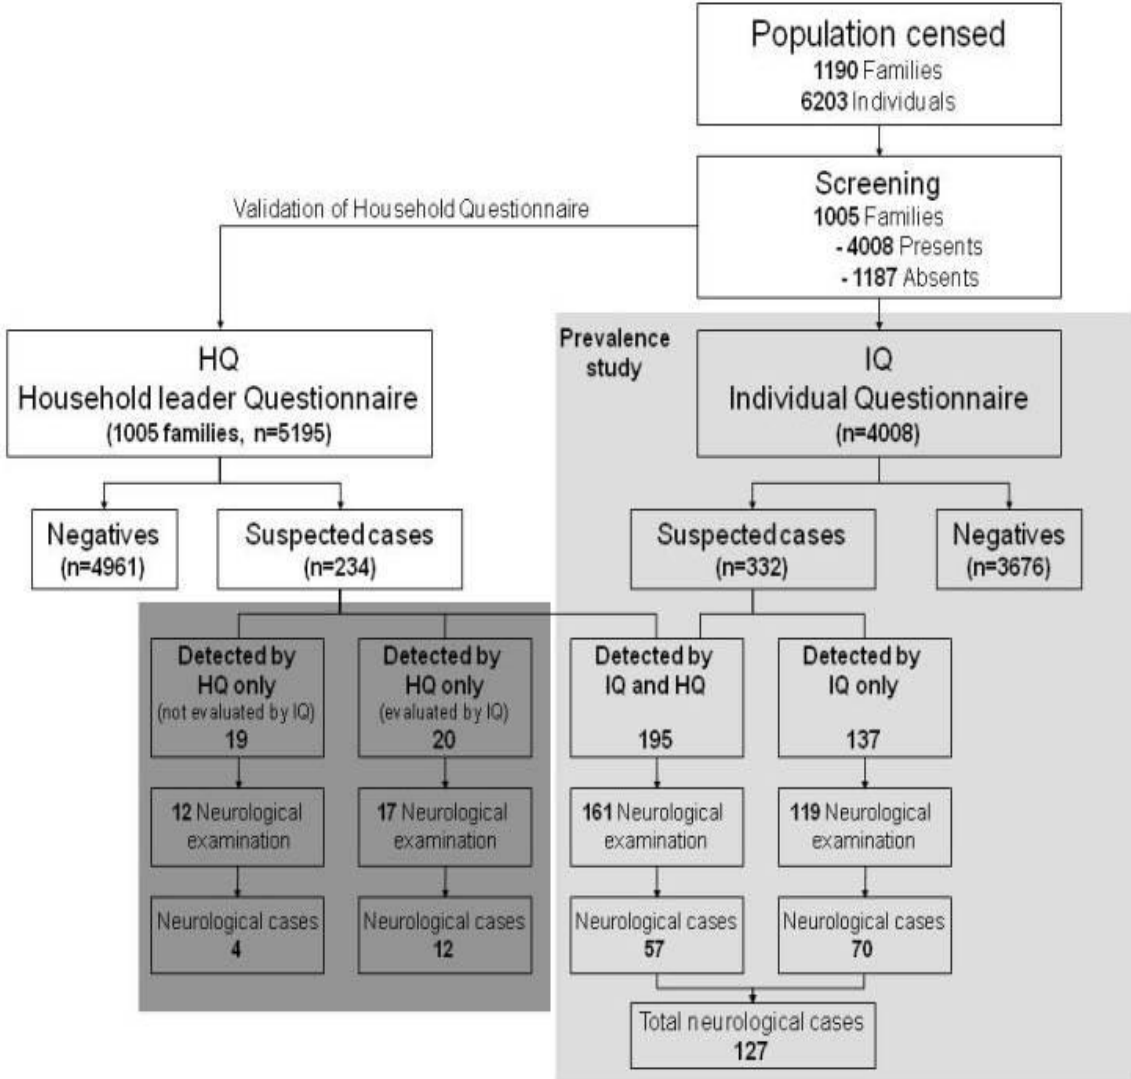 Population censed
1190 Families
6203 Individuals
Screening
1005 Families
- 4008 Presents
- 1187 Absents
Validation of Household Questionnaire
HQ
Household leader Questionnaire
(1005 families, n=5195)
Prevalence
study
IQ
Individual Questionnaire
(n=4008)
Negatives
(n=4961)
Suspected cases
(n=234)
Suspected cases
(n=332)
Negatives
(n=3676)
Detected by
HQ only
(not evaluated by IQ)
19
Detected by
HQ only
(evaluated by IQ)
20
Detected by
IQ and HQ
195
Detected by
IQ only
137
12 Neurological
examination
17 Neurological
examination
161 Neurological
examination
119 Neurological
examination
Neurological cases
4
Neurological cases
12
Neurological cases
57
Neurological cases
70
Total neurological cases
127